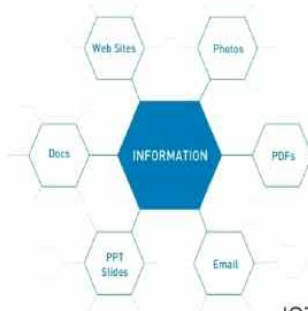 Web Sites
Photos
Docs
INFORMATION
PDFs
PPT
Slides
Email